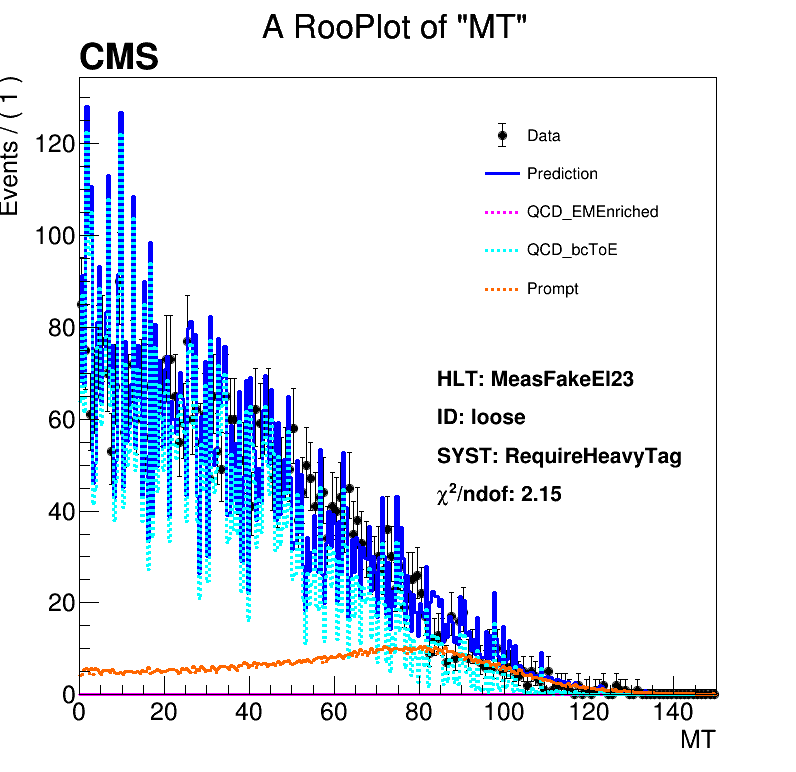 A RooPlot of "MT"
CMS
Events / ( 1 )
120
100
80
60
40
20
0
Data
Prediction
QCD_EMEnriched
QCD_bcToE
Prompt
HLT: MeasFakeEl23
ID: loose
SYST: RequireHeavyTag
χ²/ndof: 2.15
0 20 40 60 80 100 120 140
MT